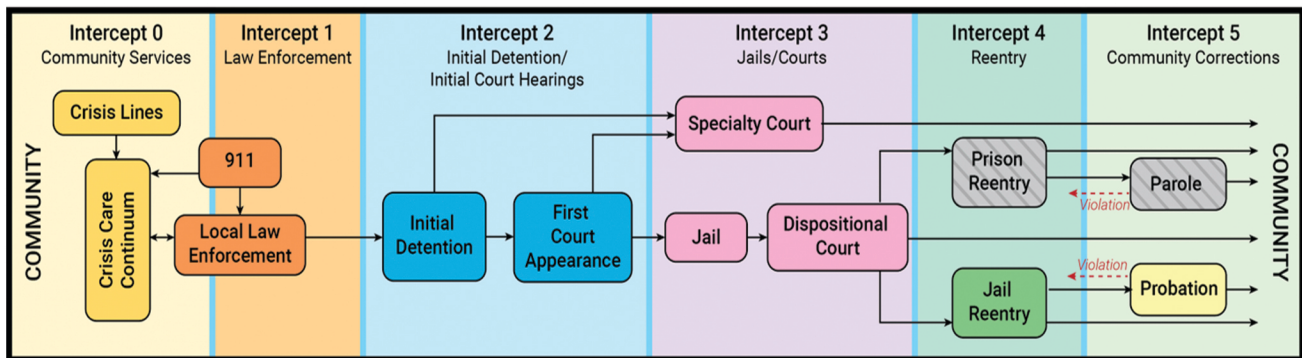 Intercept 0
Community Services
Intercept 1
Law Enforcement
Intercept 2
Initial Detention/
Initial Court Hearings
Intercept 3
Jails/Courts
Intercept 4
Reentry
Intercept 5
Community Corrections
COMMUNITY
Crisis Lines
911
Crisis Care
Continuum
Local Law
Enforcement
Initial
Detention
First
Court
Appearance
Specialty Court
Jail
Dispositional
Court
Prison
Reentry
Parole
Violation
Jail
Reentry
Violation
Probation
COMMUNITY